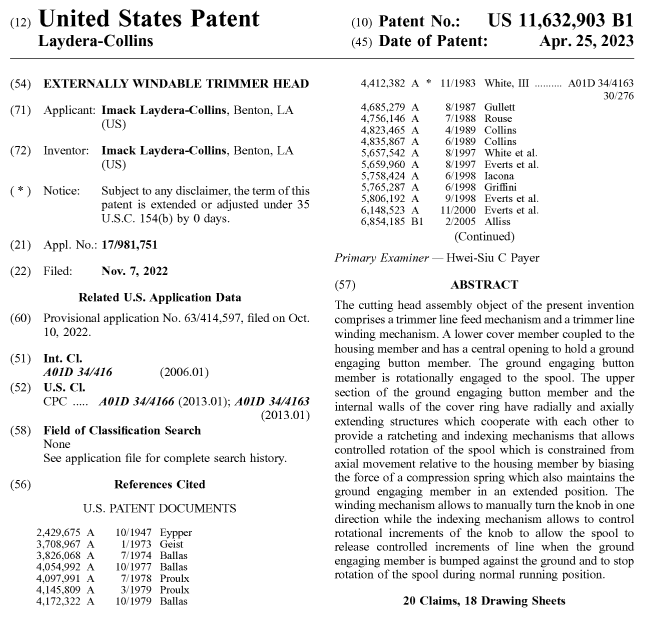 (12) United States Patent
Laydera-Collins
(10) Patent No.: US 11,632,903 B1
(45) Date of Patent: Apr. 25, 2023
(54) EXTERNALLY WINDABLE TRIMMER HEAD
(71) Applicant: Imack Laydera-Collins, Benton, LA
(US)
(72) Inventor: Imack Laydera-Collins, Benton, LA
(US)
( * ) Notice: Subject to any disclaimer, the term of this
patent is extended or adjusted under 35
U.S.C. 154(b) by 0 days.
(21) Appl. No.: 17/981,751
(22) Filed: Nov. 7, 2022
Related U.S. Application Data
(60) Provisional application No. 63/414,597, filed on Oct.
10, 2022.
(51) Int. Cl.
A01D 34/416 (2006.01)
(52) U.S. Cl.
CPC ..... A01D 34/4166 (2013.01); A01D 34/4163
(2013.01)
(58) Field of Classification Search
None
See application file for complete search history.
(56) References Cited
U.S. PATENT DOCUMENTS
2,429,675 A 10/1947 Eypper
3,708,967 A 1/1973 Geist
3,826,068 A 7/1974 Ballas
4,054,992 A 10/1977 Ballas
4,097,991 A 7/1978 Proulx
4,145,809 A 3/1979 Proulx
4,172,322 A 10/1979 Ballas
4,412,382 A * 11/1983 White, III .......... A01D 34/4163
30/276
4,685,279 A 8/1987 Gullett
4,756,146 A 7/1988 Rouse
4,823,465 A 4/1989 Collins
4,835,867 A 6/1989 Collins
5,657,542 A 8/1997 White et al.
5,659,960 A 8/1997 Everts et al.
5,758,424 A 6/1998 Iacona
5,765,287 A 6/1998 Griffini
5,806,192 A 9/1998 Everts et al.
6,148,523 A 11/2000 Everts et al.
6,854,185 B1 2/2005 Alliss
(Continued)
Primary Examiner — Hwei-Siu C Payer
(57) ABSTRACT
The cutting head assembly object of the present invention
comprises a trimmer line feed mechanism and a trimmer line
winding mechanism. A lower cover member coupled to the
housing member and has a central opening to hold a ground
engaging button member. The ground engaging button
member is rotationally engaged to the spool. The upper
section of the ground engaging button member and the
internal walls of the cover ring have radially and axially
extending structures which cooperate with each other to
provide a ratcheting and indexing mechanisms that allows
controlled rotation of the spool which is constrained from
axial movement relative to the housing member by biasing
the force of a compression spring which also maintains the
ground engaging member in an extended position. The
winding mechanism allows to manually turn the knob in one
direction while the indexing mechanism allows to control
rotational increments of the knob to allow the spool to
release controlled increments of line when the ground
engaging member is bumped against the ground and to stop
rotation of the spool during normal running position.
20 Claims, 18 Drawing Sheets